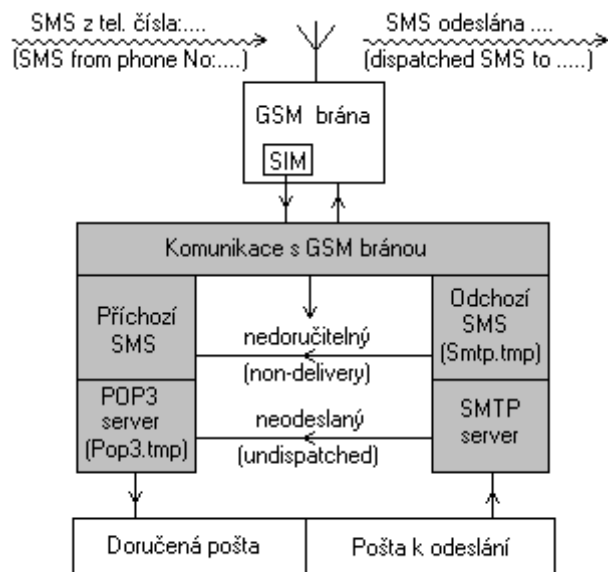 SMS z tel. čísla:....
(SMS from phone No:....)
SMS odeslána ....
(dispatched SMS to .....)
GSM brána
SIM
Komunikace s GSM bránou
Příchozí
SMS
nedoručitelný
(non-delivery)
Odchozí
SMS
(Smtp.tmp)
POP3
server
(Pop3.tmp)
neodeslaný
(undispatched)
SMTP
server
Doručená pošta
Pošta k odeslání